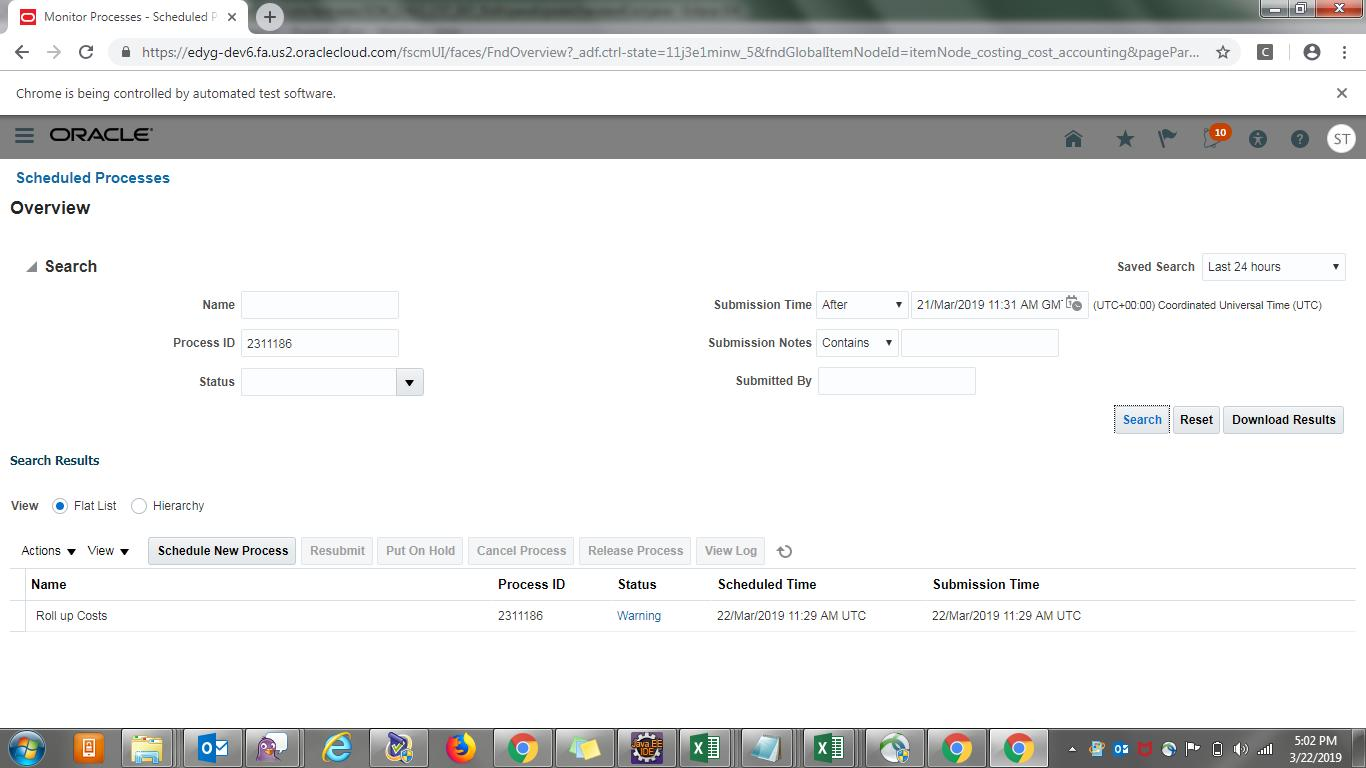 Monitor Processes - Scheduled P
https://edyg-dev6.fa.us2.oraclecloud.com/fscmUI/faces/FndOverview?_adf.ctrl-state=11j3e1minw_5&fndGlobalItemNodeId=itemNode_costing_cost_accounting&pagePar...
C
Chrome is being controlled by automated test software.
ORACLE
10
ST
Scheduled Processes
Overview
Search
Saved Search Last 24 hours
Name
Submission Time After 21/Mar/2019 11:31 AM GMT (UTC+00:00) Coordinated Universal Time (UTC)
Process ID 2311186
Submission Notes Contains
Status
Submitted By
Search Reset Download Results
Search Results
View Flat List Hierarchy
Actions View Schedule New Process Resubmit Put On Hold Cancel Process Release Process View Log
Name Process ID Status Scheduled Time Submission Time
Roll up Costs 2311186 Warning 22/Mar/2019 11:29 AM UTC 22/Mar/2019 11:29 AM UTC
Java EE
IDE
5:02 PM
3/22/2019